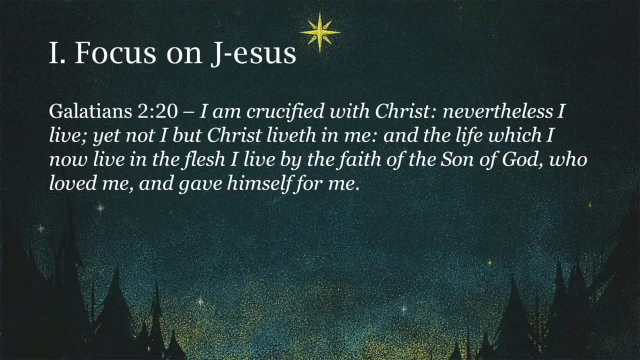 I. Focus on J-esus
Galatians 2:20 – I am crucified with Christ: nevertheless I
live; yet not I but Christ liveth in me: and the life which I
now live in the flesh I live by the faith of the Son of God, who
loved me, and gave himself for me.